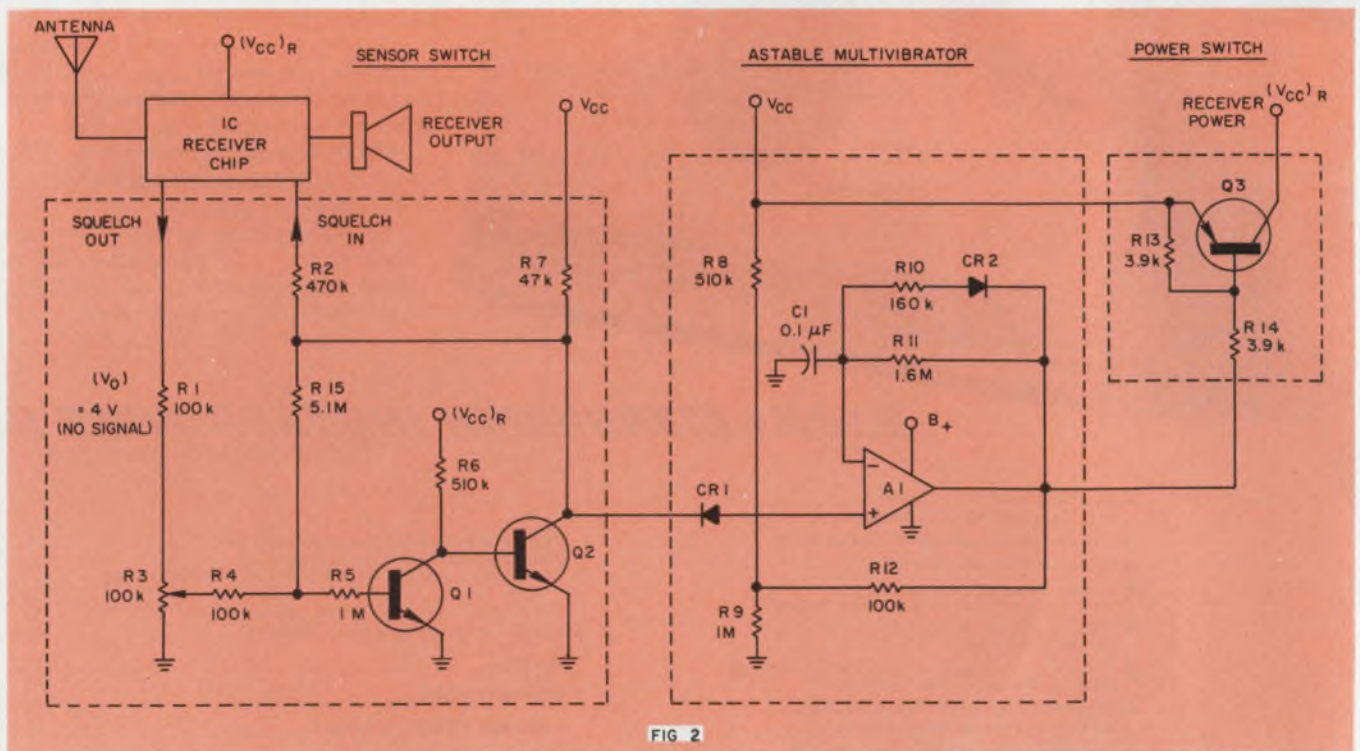 ANTENNA
(VCC)R
SENSOR SWITCH
IC
RECEIVER
CHIP
RECEIVER
OUTPUT
VCC
SQUELCH
OUT
SQUELCH
IN
R2
470k
R7
47k
(VO)
= 4 V
(NO SIGNAL)
R1
100k
R15
5.1M
(VCC)R
R6
510k
R3
100k
R4
100k
R5
1M
Q1
Q2
ASTABLE MULTIVIBRATOR
VCC
R8
510k
R10
160k
CR2
C1
0.1 µF
R11
1.6M
B+
CR1
−
A1
+
R12
100k
R9
1M
POWER SWITCH
RECEIVER
POWER
(VCC)R
Q3
R13
3.9k
R14
3.9k
FIG 2